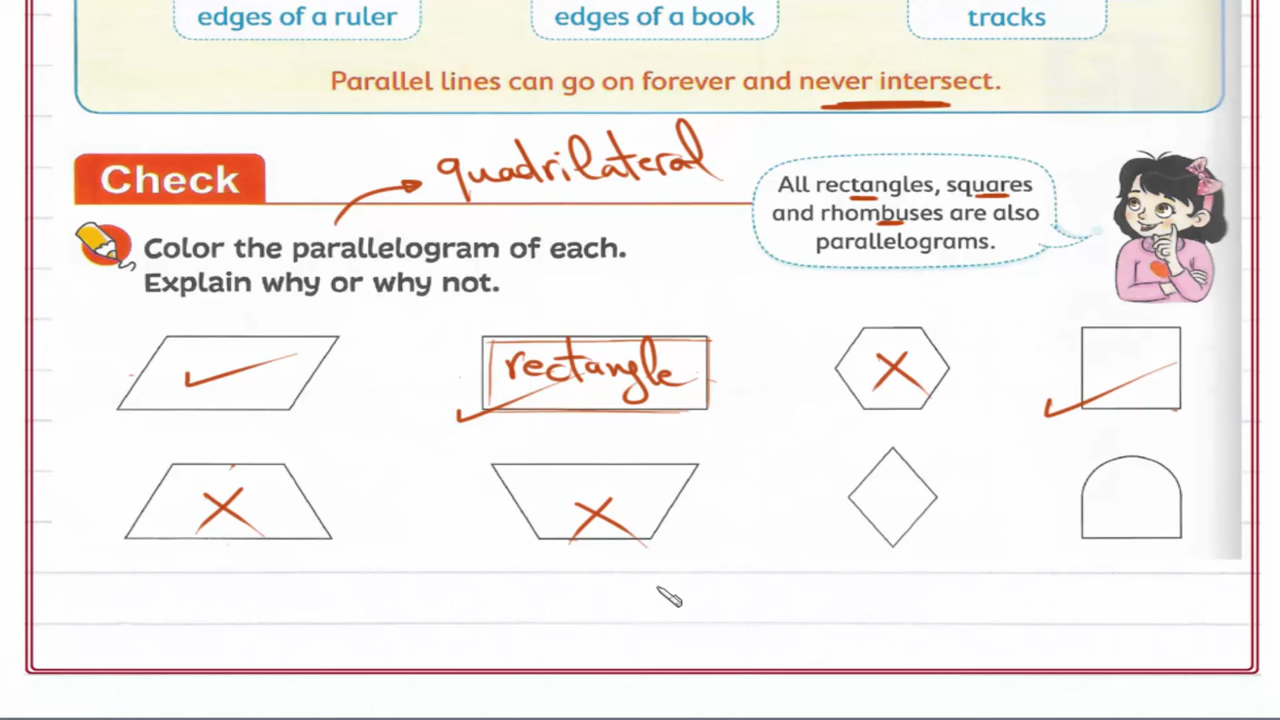 edges of a ruler
edges of a book
tracks
Parallel lines can go on forever and never intersect.
Check
quadrilateral
All rectangles, squares
and rhombuses are also
parallelograms.
Color the parallelogram of each.
Explain why or why not.
rectangle